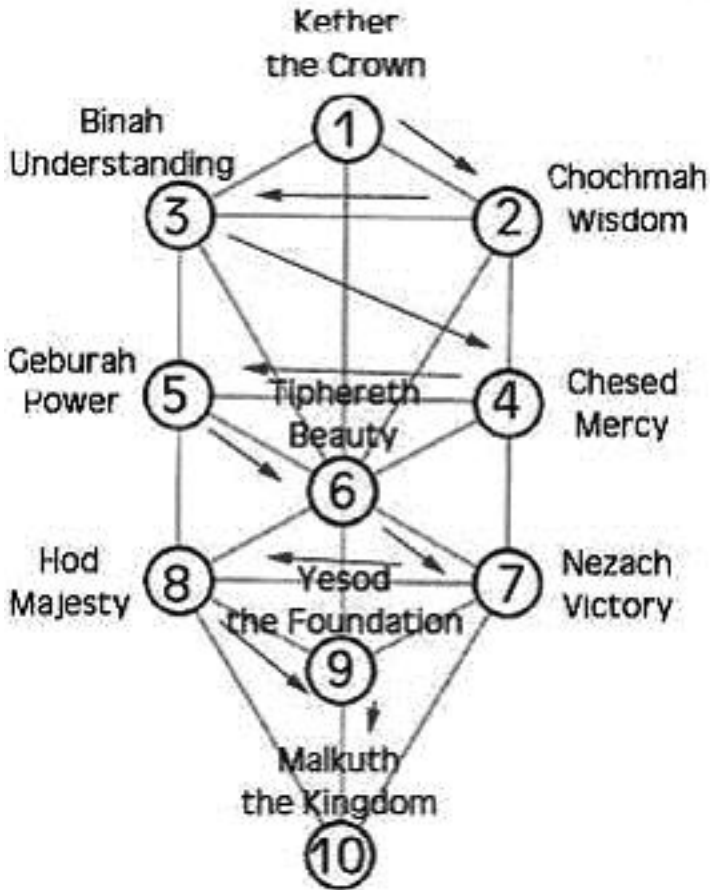 Kether
the Crown
1
Binah
Understanding
3
Chochmah
Wisdom
2
Geburah
Power
5
Tiphereth
Beauty
6
Chesed
Mercy
4
Hod
Majesty
8
Yesod
the Foundation
9
Nezach
Victory
7
Malkuth
the Kingdom
10